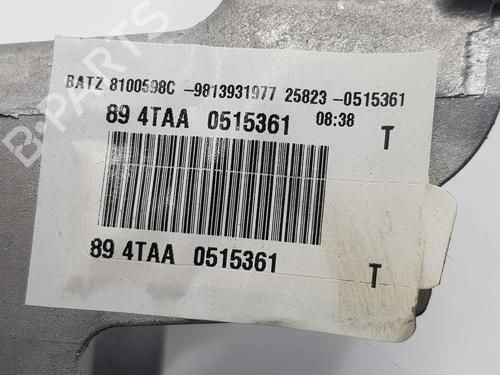 BATZ 8100598C -9813931977 25823 -0515361
89 4TAA 0515361 08:38 T
89 4TAA 0515361 T
B-PARTS